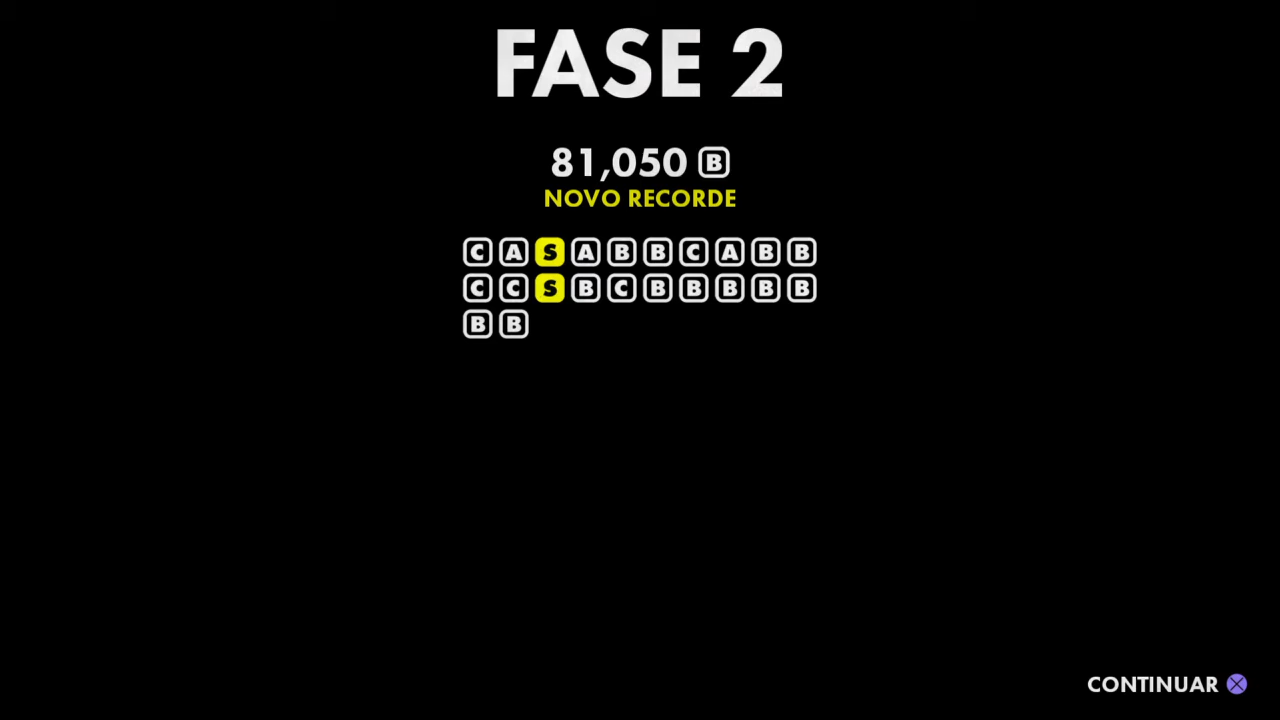 FASE 2
81,050 B
NOVO RECORDE
C A S A B B C A B B
C C S B C B B B B B
B B
CONTINUAR